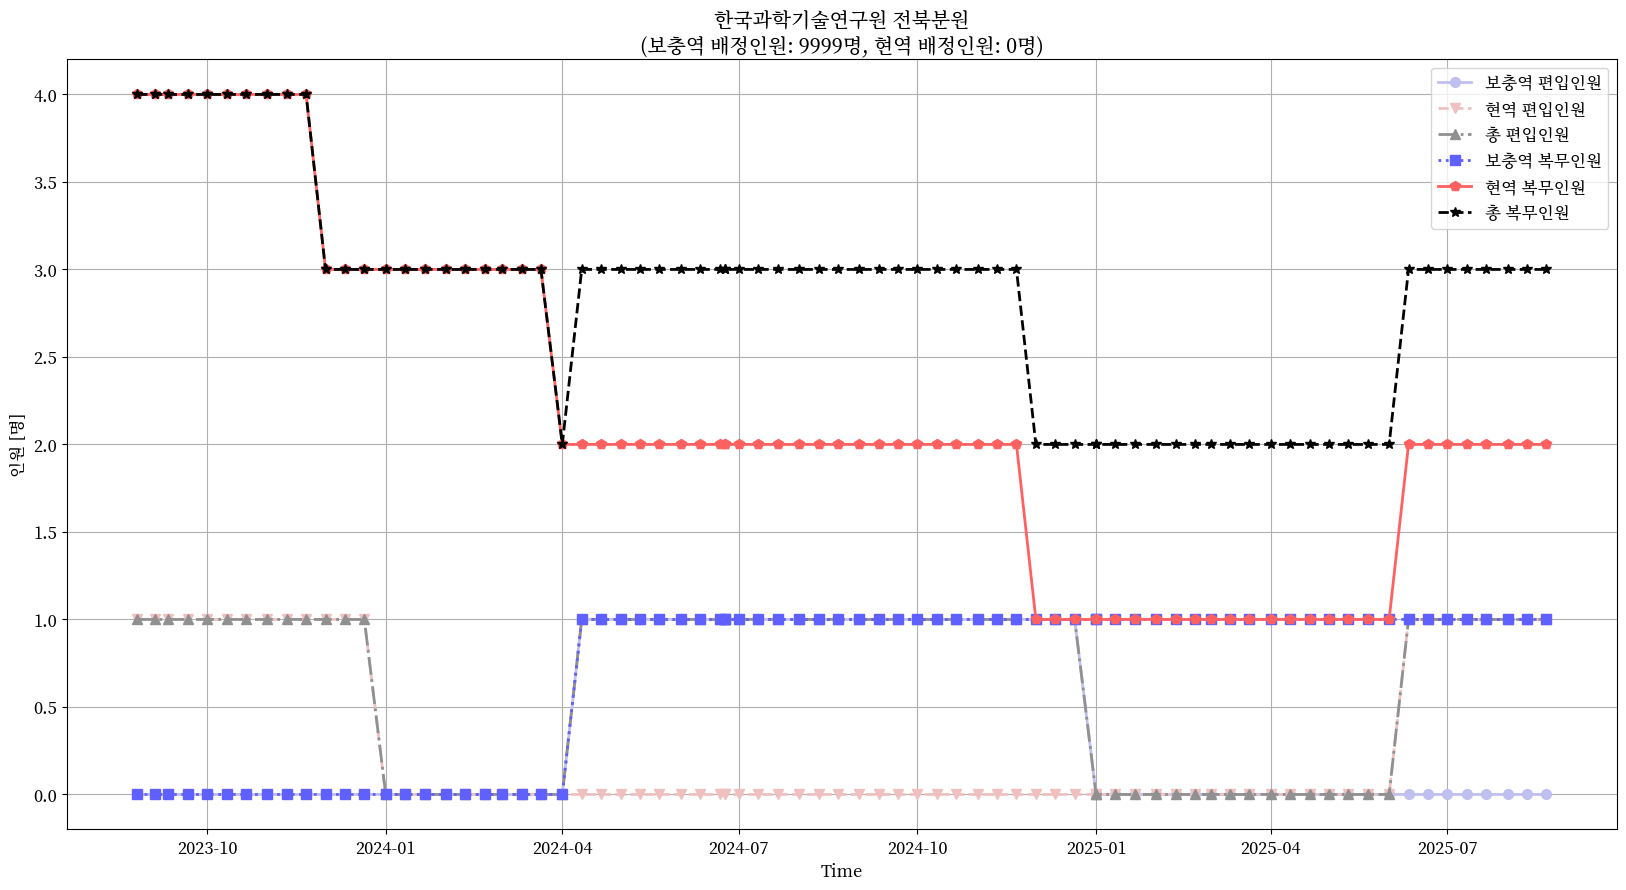 한국과학기술연구원 전북분원
(보충역 배정인원: 9999명, 현역 배정인원: 0명)
보충역 편입인원
현역 편입인원
총 편입인원
보충역 복무인원
현역 복무인원
총 복무인원
인원 [명]
4.0
3.5
3.0
2.5
2.0
1.5
1.0
0.5
0.0
2023-10 2024-01 2024-04 2024-07 2024-10 2025-01 2025-04 2025-07
Time